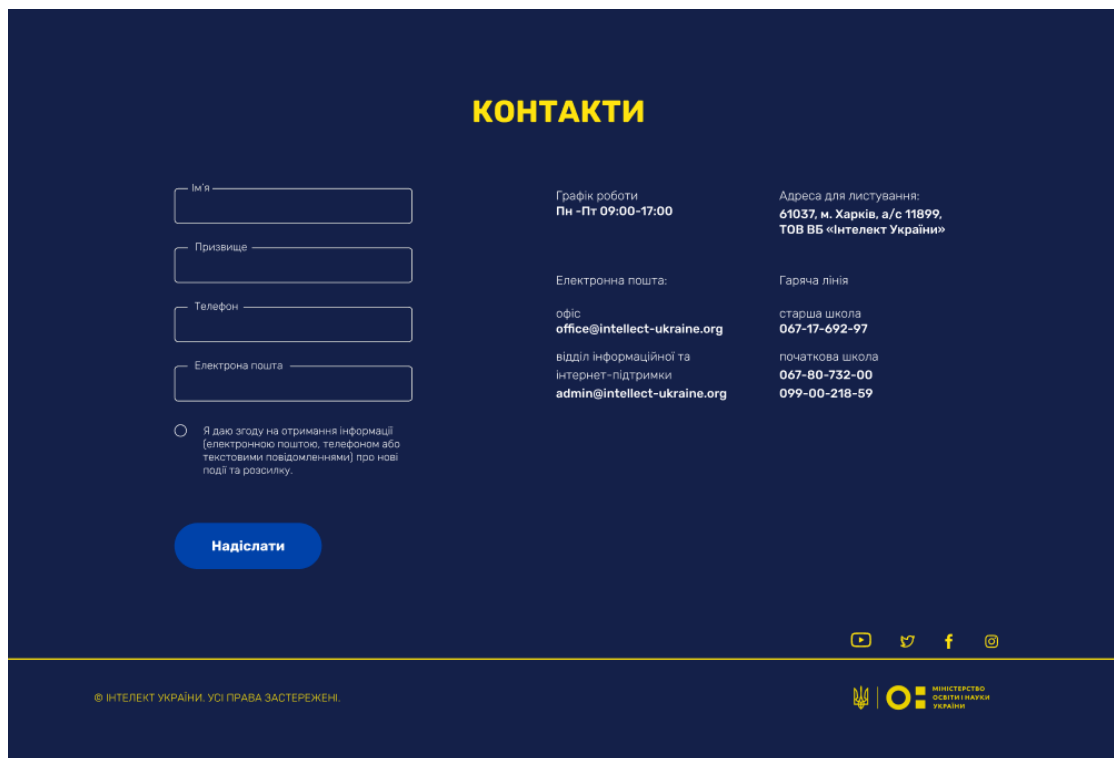 КОНТАКТИ
Ім'я
Призвище
Телефон
Електрона пошта
Я даю згоду на отримання інформації
(електронною поштою, телефоном або
текстовими повідомленнями) про нові
події та розсилку.
Надіслати
Графік роботи
Пн -Пт 09:00-17:00
Адреса для листування:
61037, м. Харків, а/с 11899,
ТОВ ВБ «Інтелект України»
Електронна пошта:
офіс
office@intellect-ukraine.org
відділ інформаційної та
інтернет-підтримки
admin@intellect-ukraine.org
Гаряча лінія
старша школа
067-17-692-97
початкова школа
067-80-732-00
099-00-218-59
© ІНТЕЛЕКТ УКРАЇНИ. УСІ ПРАВА ЗАСТЕРЕЖЕНІ.
МІНІСТЕРСТВО
ОСВІТИ І НАУКИ
УКРАЇНИ